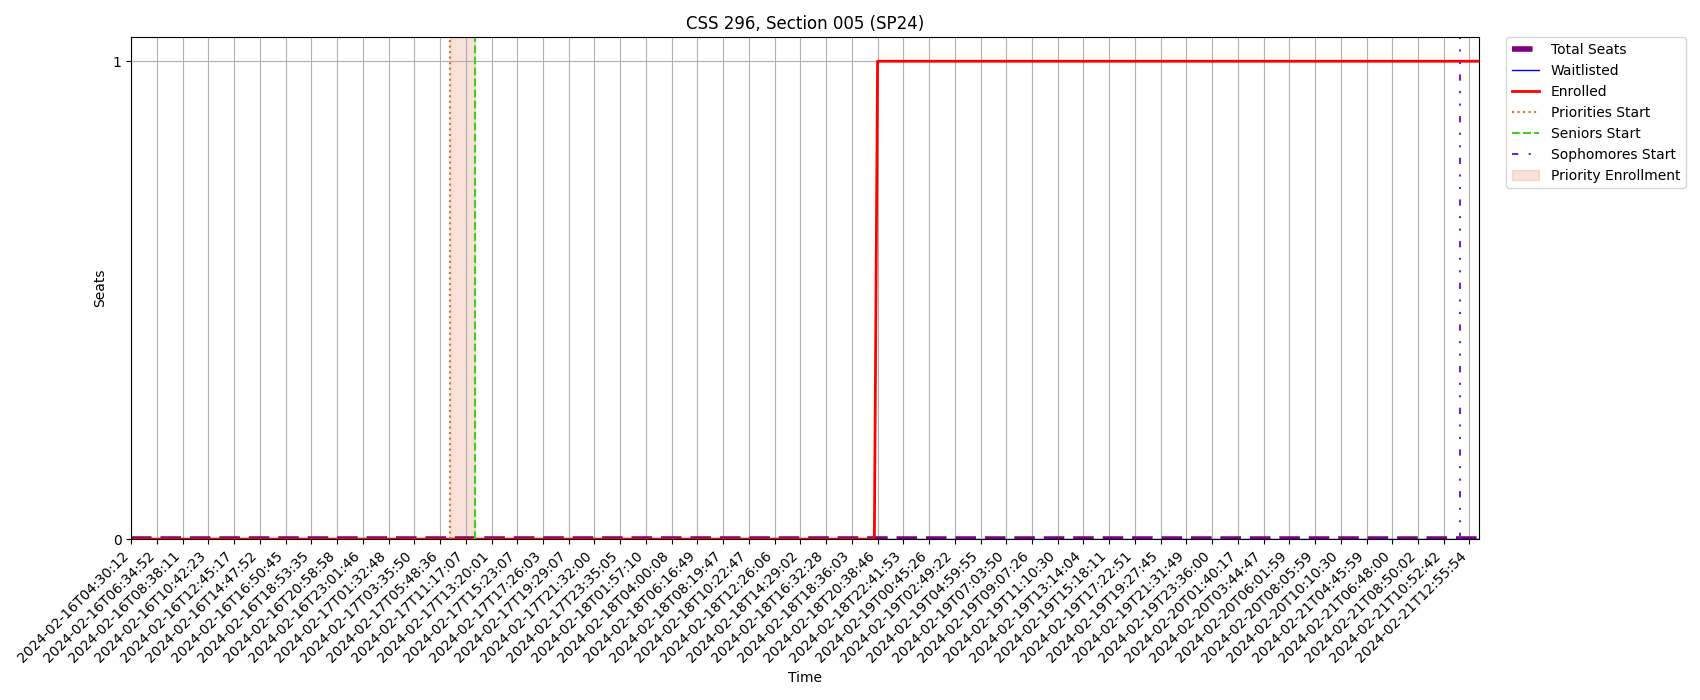 CSS 296, Section 005 (SP24)
Total Seats
Waitlisted
Enrolled
Priorities Start
Seniors Start
Sophomores Start
Priority Enrollment
Seats
1
0
2024-02-16T04:30:12
2024-02-16T06:34:52
2024-02-16T08:38:11
2024-02-16T10:42:23
2024-02-16T12:45:17
2024-02-16T14:47:52
2024-02-16T16:50:45
2024-02-16T18:53:35
2024-02-16T20:58:58
2024-02-16T23:01:46
2024-02-17T01:32:48
2024-02-17T03:35:50
2024-02-17T05:48:36
2024-02-17T11:17:07
2024-02-17T13:20:01
2024-02-17T15:23:07
2024-02-17T17:26:03
2024-02-17T19:29:07
2024-02-17T21:32:00
2024-02-17T23:35:05
2024-02-18T01:57:10
2024-02-18T04:00:08
2024-02-18T06:16:49
2024-02-18T08:19:47
2024-02-18T10:22:47
2024-02-18T12:26:06
2024-02-18T14:29:02
2024-02-18T16:32:28
2024-02-18T18:36:03
2024-02-18T20:38:46
2024-02-18T22:41:53
2024-02-19T00:45:26
2024-02-19T02:49:22
2024-02-19T04:59:55
2024-02-19T07:03:50
2024-02-19T09:07:26
2024-02-19T11:10:30
2024-02-19T13:14:04
2024-02-19T15:18:11
2024-02-19T17:22:51
2024-02-19T19:27:45
2024-02-19T21:31:49
2024-02-19T23:36:00
2024-02-20T01:40:17
2024-02-20T03:44:47
2024-02-20T06:01:59
2024-02-20T08:05:59
2024-02-20T10:10:30
2024-02-21T04:45:59
2024-02-21T06:48:00
2024-02-21T08:50:02
2024-02-21T10:52:42
2024-02-21T12:55:54
Time